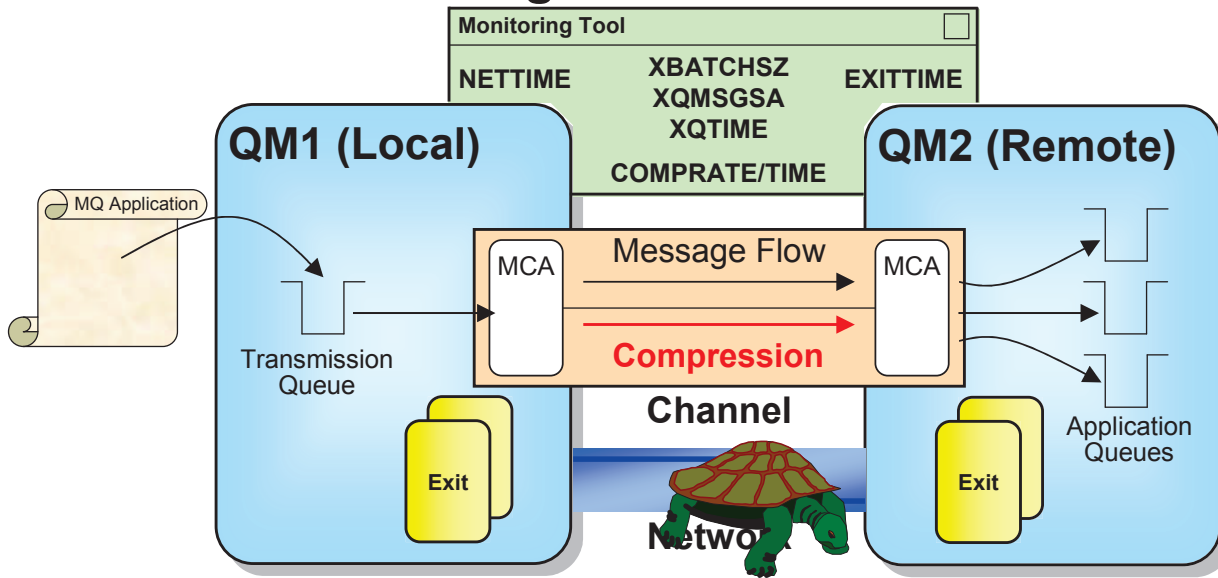 Monitoring Tool
NETTIME
XBATCHSZ
XQMSGSA
XQTIME
EXITTIME
COMPRATE/TIME
QM1 (Local)
QM2 (Remote)
MQ Application
MCA
Message Flow
MCA
Compression
Transmission
Queue
Channel
Application
Queues
Exit
Exit